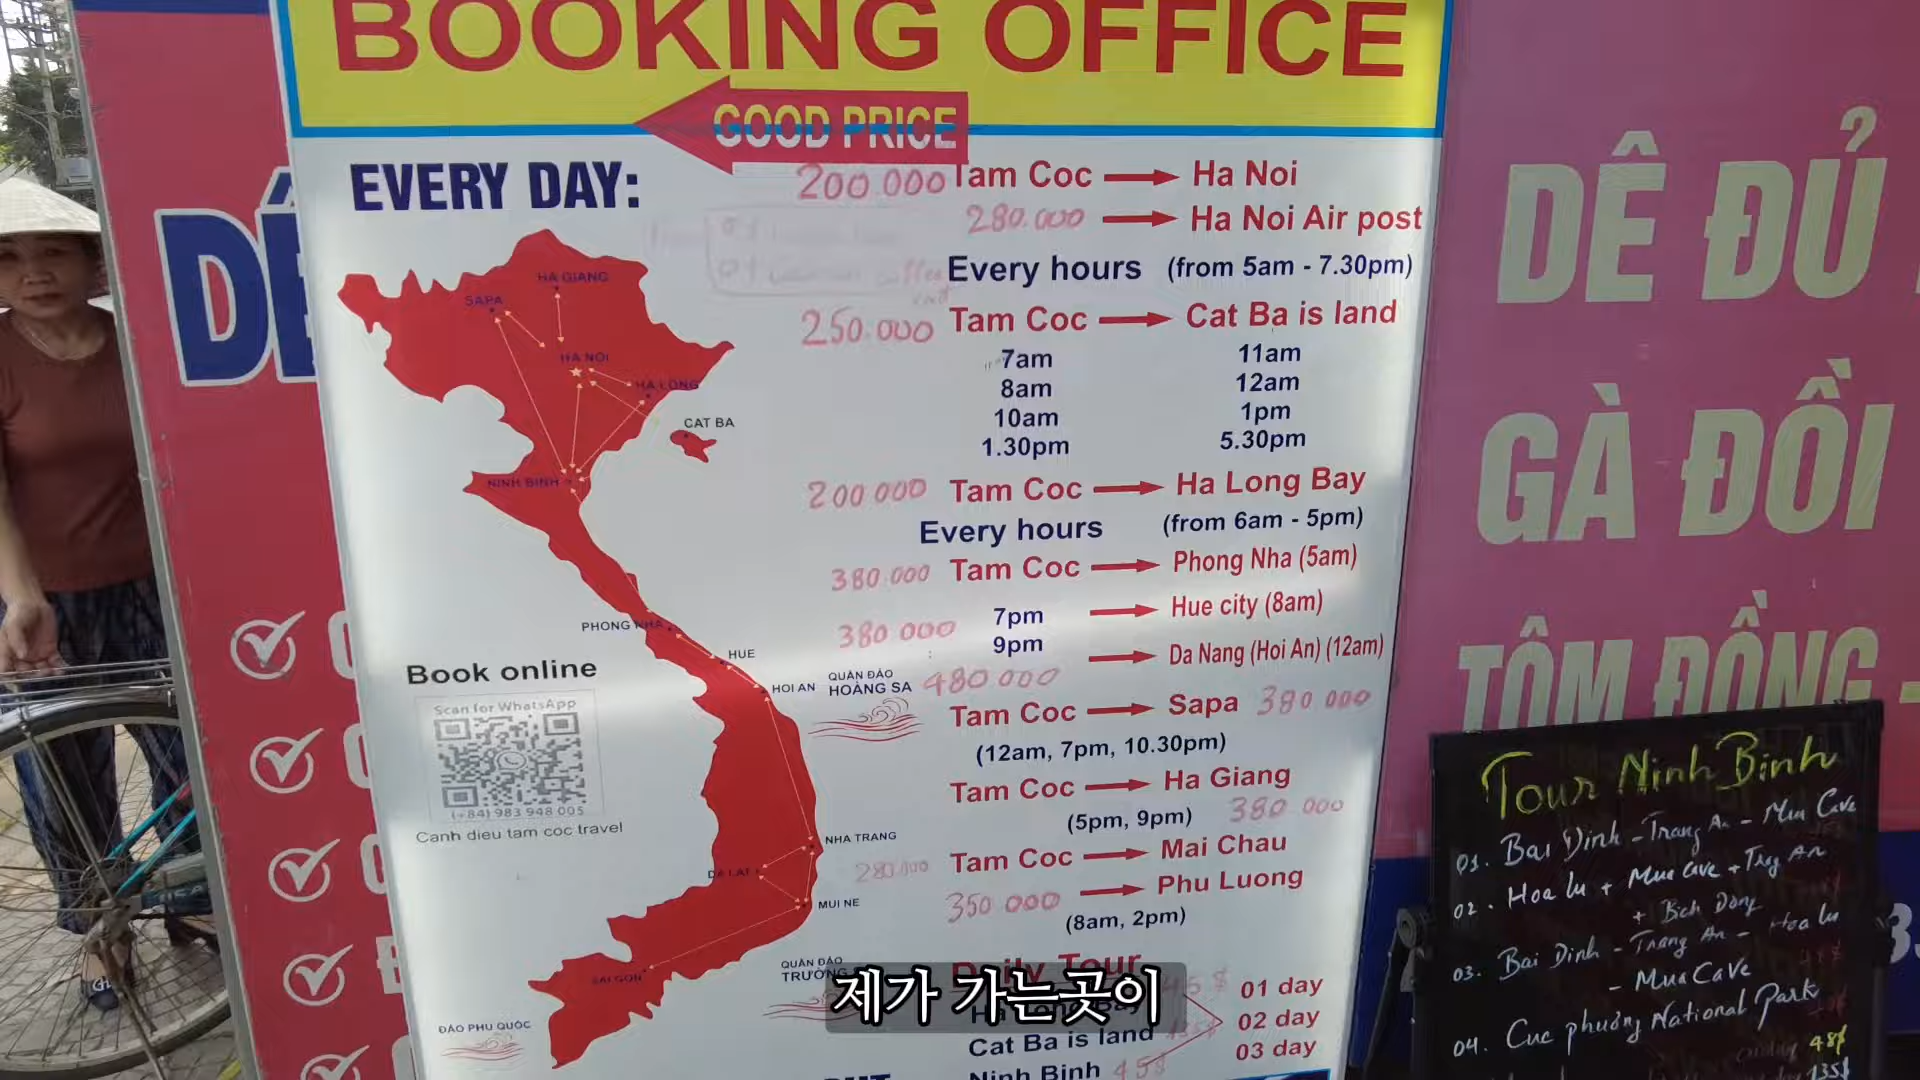 BOOKING OFFICE
GOOD PRICE
EVERY DAY:
200.000 Tam Coc → Ha Noi
280.000 → Ha Noi Air post
Every hours (from 5am - 7.30pm)
250.000 Tam Coc → Cat Ba is land
7am 11am
8am 12am
10am 1pm
1.30pm 5.30pm
200 000 Tam Coc → Ha Long Bay
Every hours (from 6am - 5pm)
380.000 Tam Coc → Phong Nha (5am)
7pm → Hue city (8am)
380 000
9pm → Da Nang (Hoi An) (12am)
480 000
Tam Coc → Sapa 380 000
(12am, 7pm, 10.30pm)
Tam Coc → Ha Giang
(5pm, 9pm) 380 000
280.000 Tam Coc → Mai Chau
350 000 → Phu Luong
(8am, 2pm)
Daily Tour
01 day
02 day
Cat Ba is land
03 day
Ninh Binh 45$
HA GIANG
SAPA
HA NOI
HA LONG
CAT BA
NINH BINH
PHONG NHA
HUE
HOI AN
QUẦN ĐẢO
HOÀNG SA
NHA TRANG
DA LAT
MUI NE
SAI GON
QUẦN ĐẢO
ĐẢO PHÚ QUỐC
Book online
Scan for WhatsApp
(+84) 983 948 005
Canh dieu tam coc travel
제가 가는곳이
DÊ ĐỦ
GÀ ĐỒI
TÔM ĐỒNG -
Tour Ninh Binh
01. Bai Dinh - Trang An - Mua Cave
02. Hoa lu + Mua Cave + Trag An
+ Bich Dong
03. Bai Dinh - Trang An - Hoa lu
- Mua Cave
04. Cuc phuong National Park
48$
135$